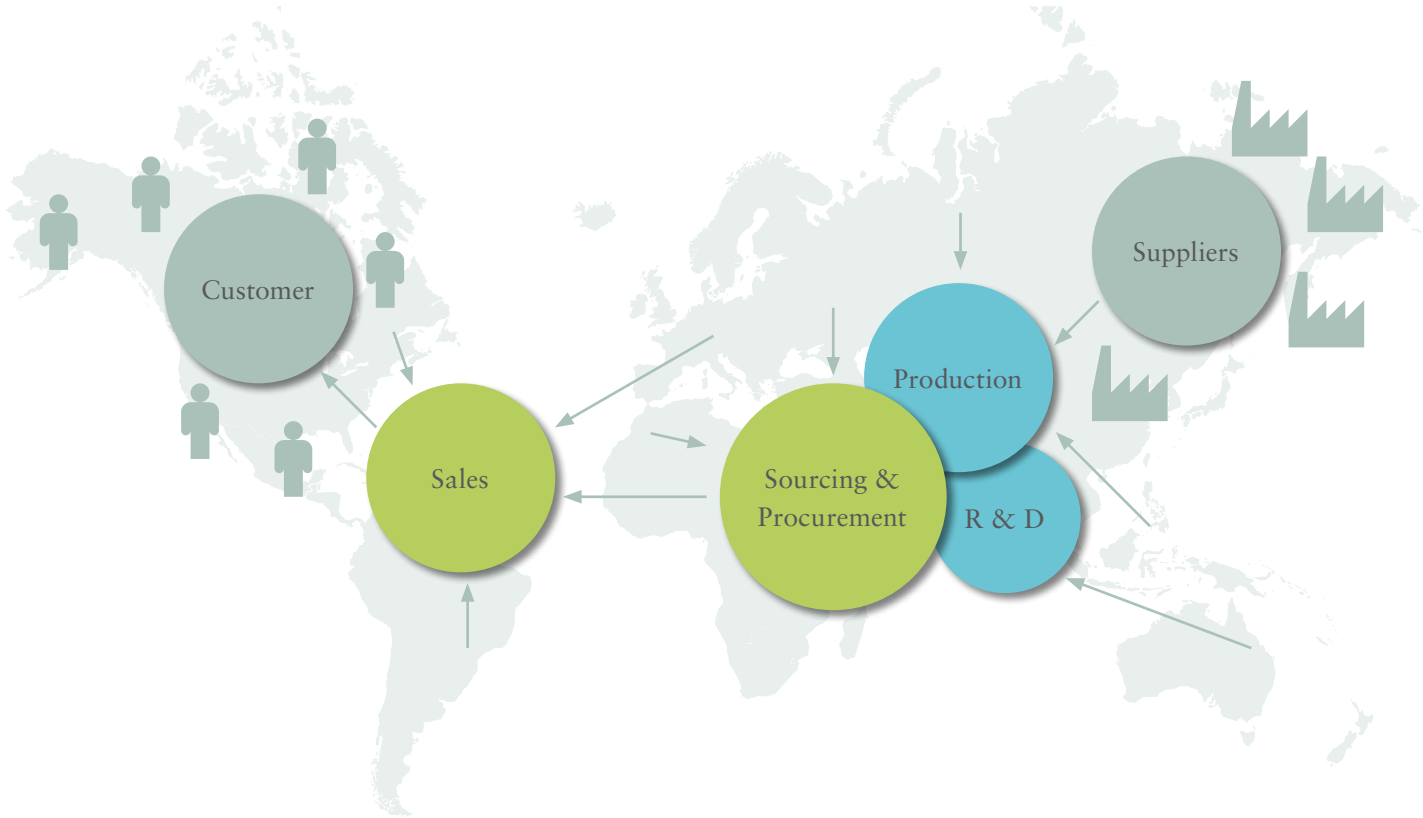 Suppliers
Customer
Production
Sales
Sourcing &
Procurement
R & D